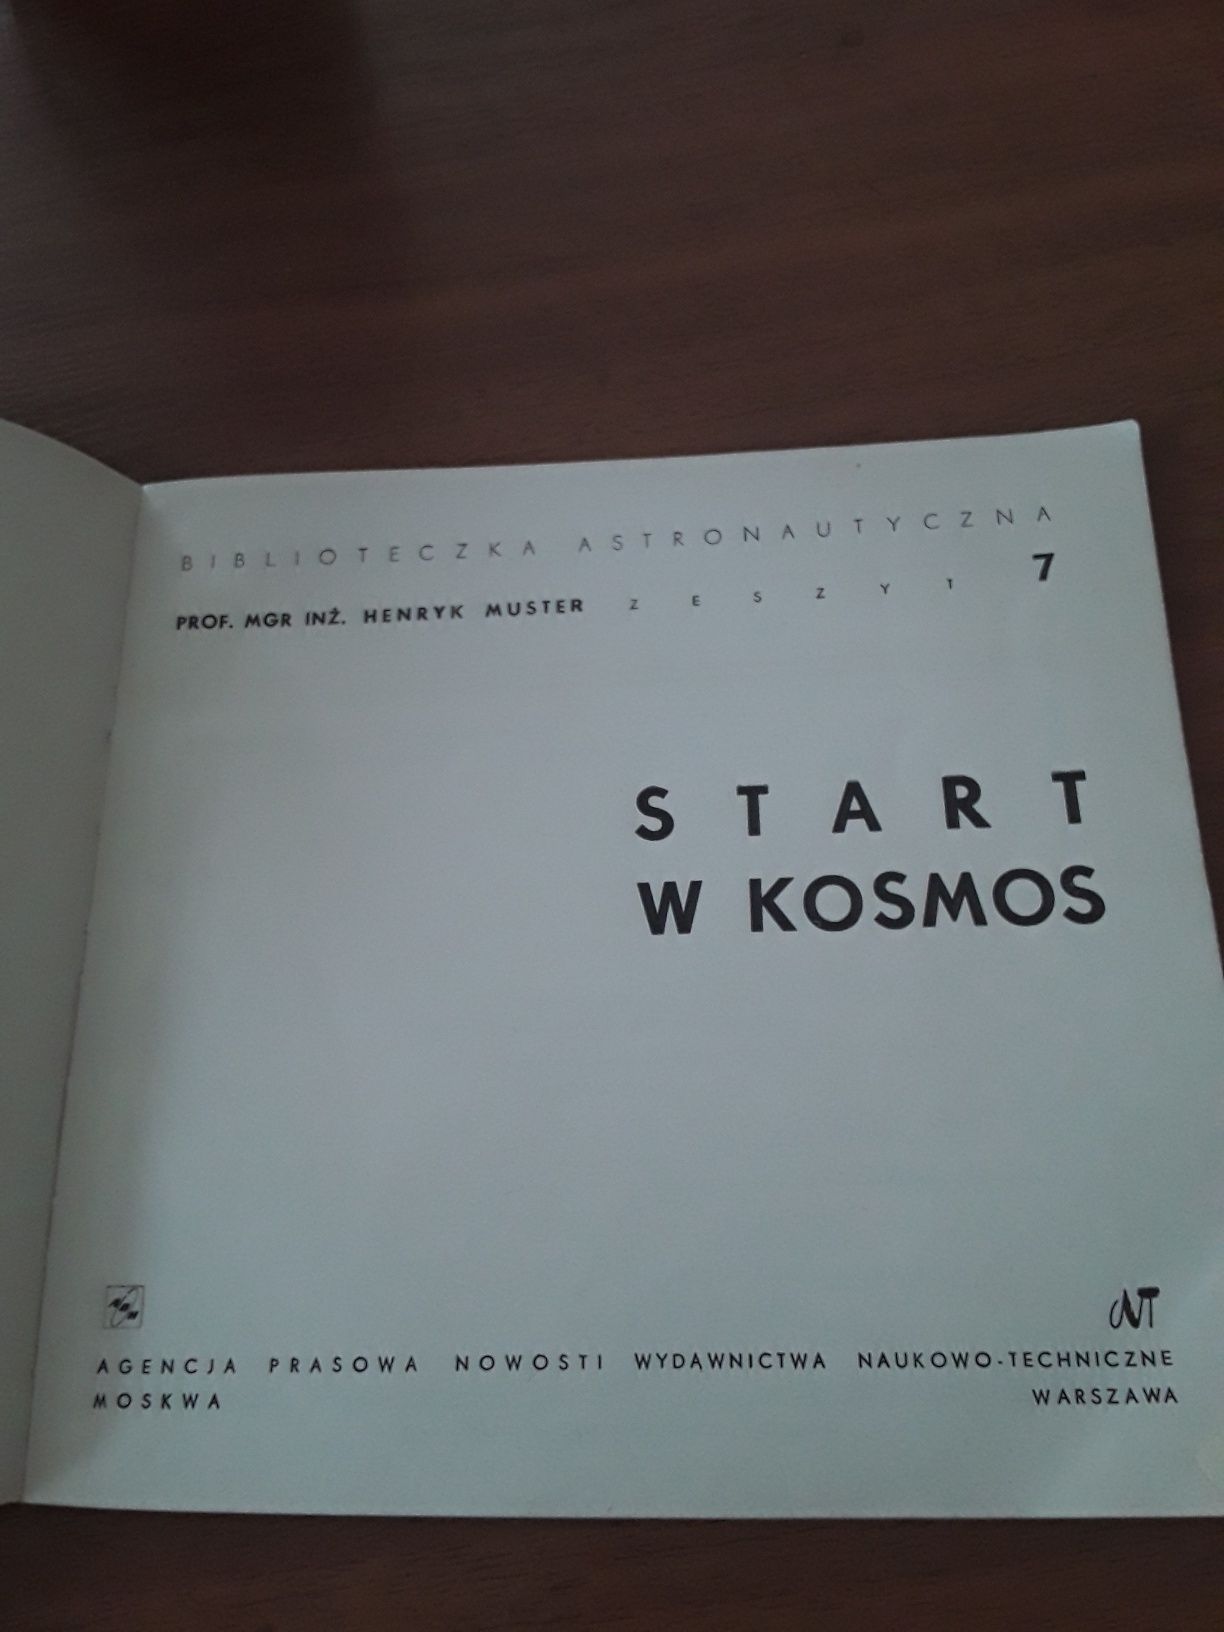 BIBLIOTECZKA ASTRONAUTYCZNA
PROF. MGR INŻ. HENRYK MUSTER ZESZYT 7
START
W KOSMOS
WNT
AGENCJA PRASOWA NOWOSTI WYDAWNICTWA NAUKOWO-TECHNICZNE
MOSKWA WARSZAWA